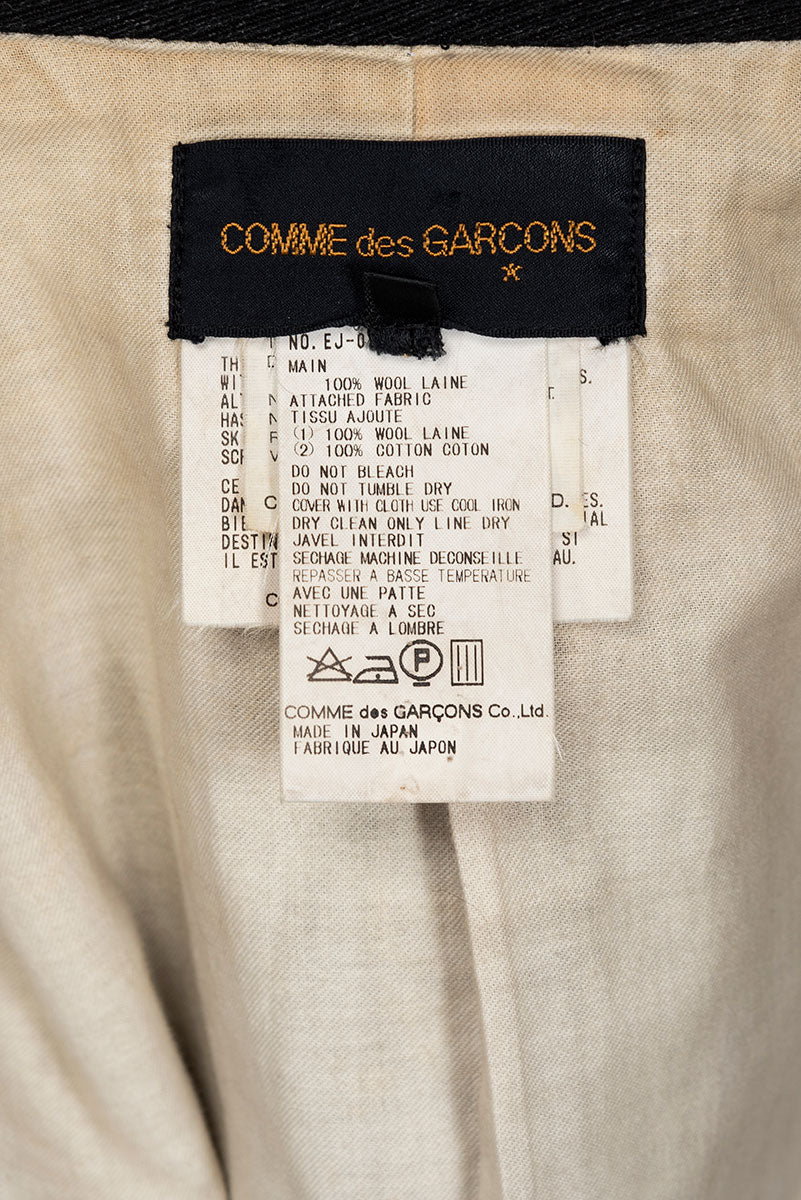 COMME des GARCONS
NO. EJ-0
MAIN
100% WOOL LAINE
ATTACHED FABRIC
TISSU AJOUTE
(1) 100% WOOL LAINE
(2) 100% COTTON COTON
DO NOT BLEACH
DO NOT TUMBLE DRY
COVER WITH CLOTH USE COOL IRON
DRY CLEAN ONLY LINE DRY
JAVEL INTERDIT
SECHAGE MACHINE DECONSEILLE
REPASSER A BASSE TEMPERATURE
AVEC UNE PATTE
NETTOYAGE A SEC
SECHAGE A LOMBRE
P
COMME des GARÇONS Co.,Ltd.
MADE IN JAPAN
FABRIQUE AU JAPON